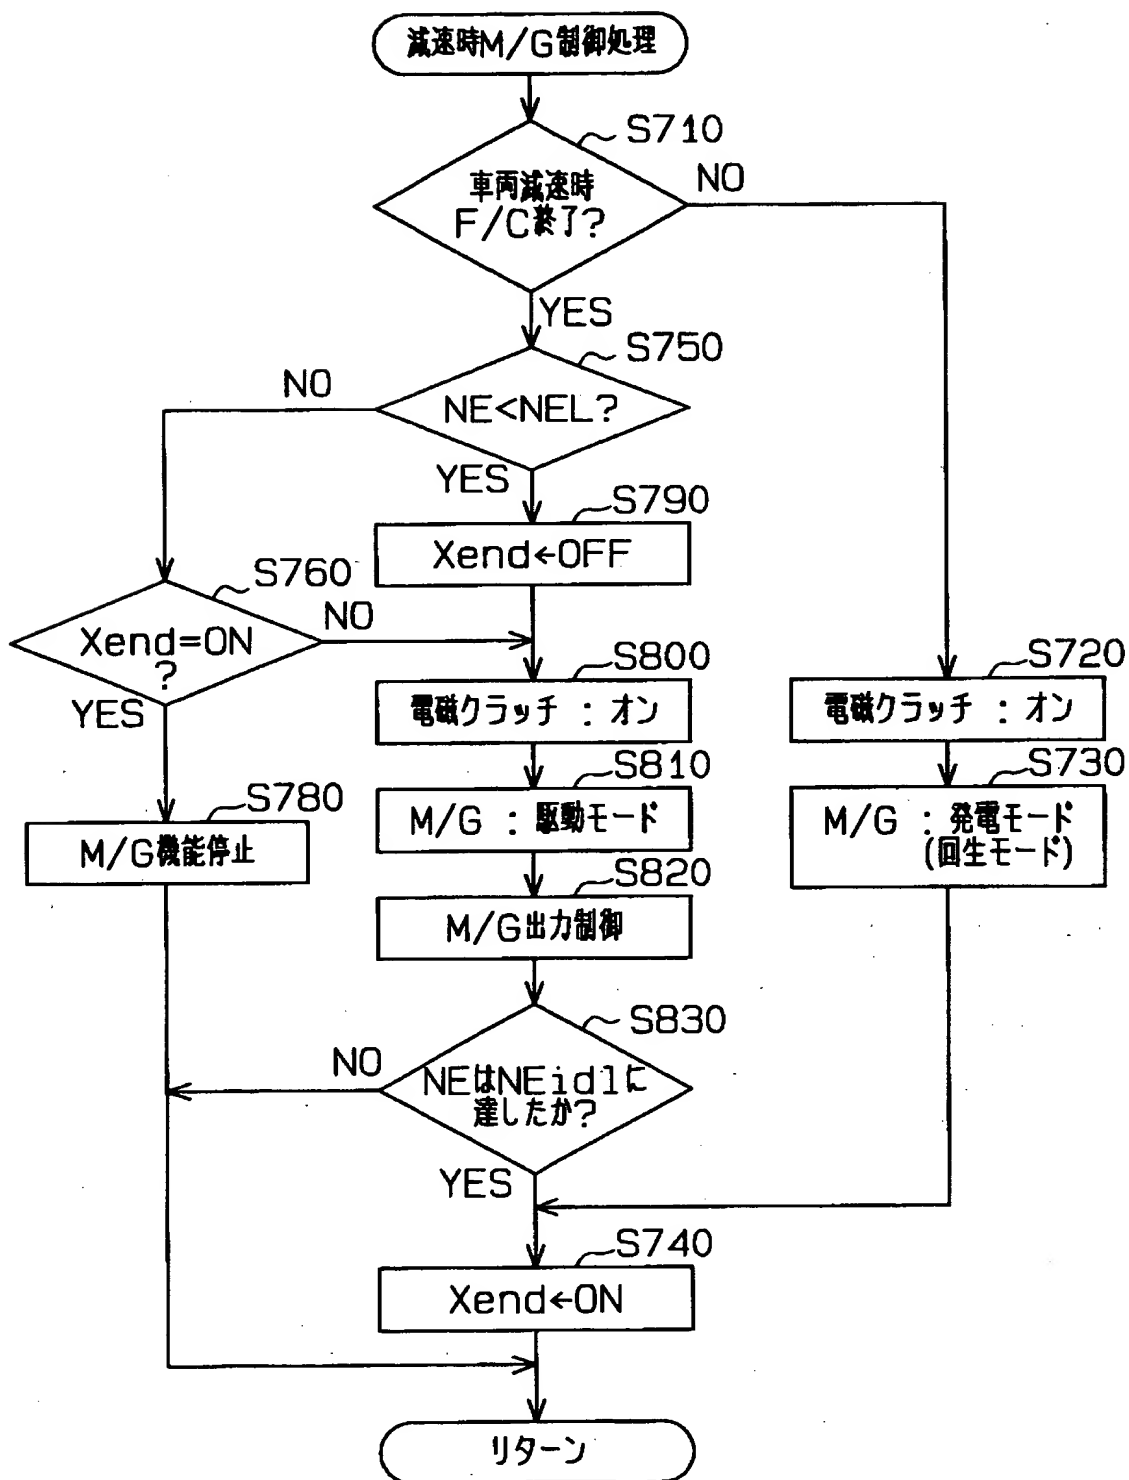 減速時M/G制御処理
S710
車両減速時
F/C終了?
NO
YES
S750
NE<NEL?
NO
YES
S790
Xend←OFF
S760
Xend=ON
?
NO
YES
S800
電磁クラッチ : オン
S720
電磁クラッチ : オン
S810
M/G : 駆動モード
S730
M/G : 発電モード
(回生モード)
S780
M/G機能停止
S820
M/G出力制御
S830
NEはNEidlに
達したか?
NO
YES
S740
Xend←ON
リターン